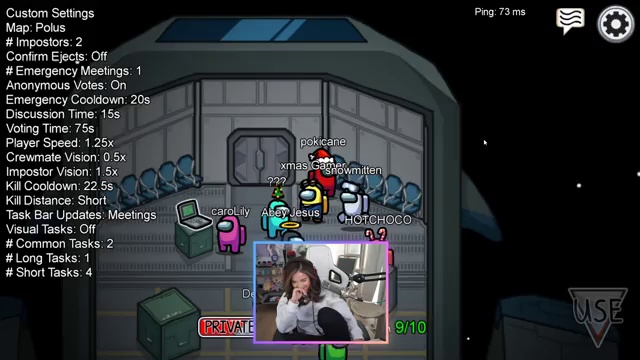 Custom Settings
Ping: 73 ms
Map: Polus
# Impostors: 2
Confirm Ejects: Off
# Emergency Meetings: 1
Anonymous Votes: On
Emergency Cooldown: 20s
Discussion Time: 15s
Voting Time: 75s
Player Speed: 1.25x
Crewmate Vision: 0.5x
Impostor Vision: 1.5x
Kill Cooldown: 22.5s
Kill Distance: Short
Task Bar Updates: Meetings
Visual Tasks: Off
# Common Tasks: 2
# Long Tasks: 1
# Short Tasks: 4
pokicane
xmas Gamer
snowmitten
???
caroLily
Abey Jesus
HOTCHOCO
PRIVATE
9/10
USE